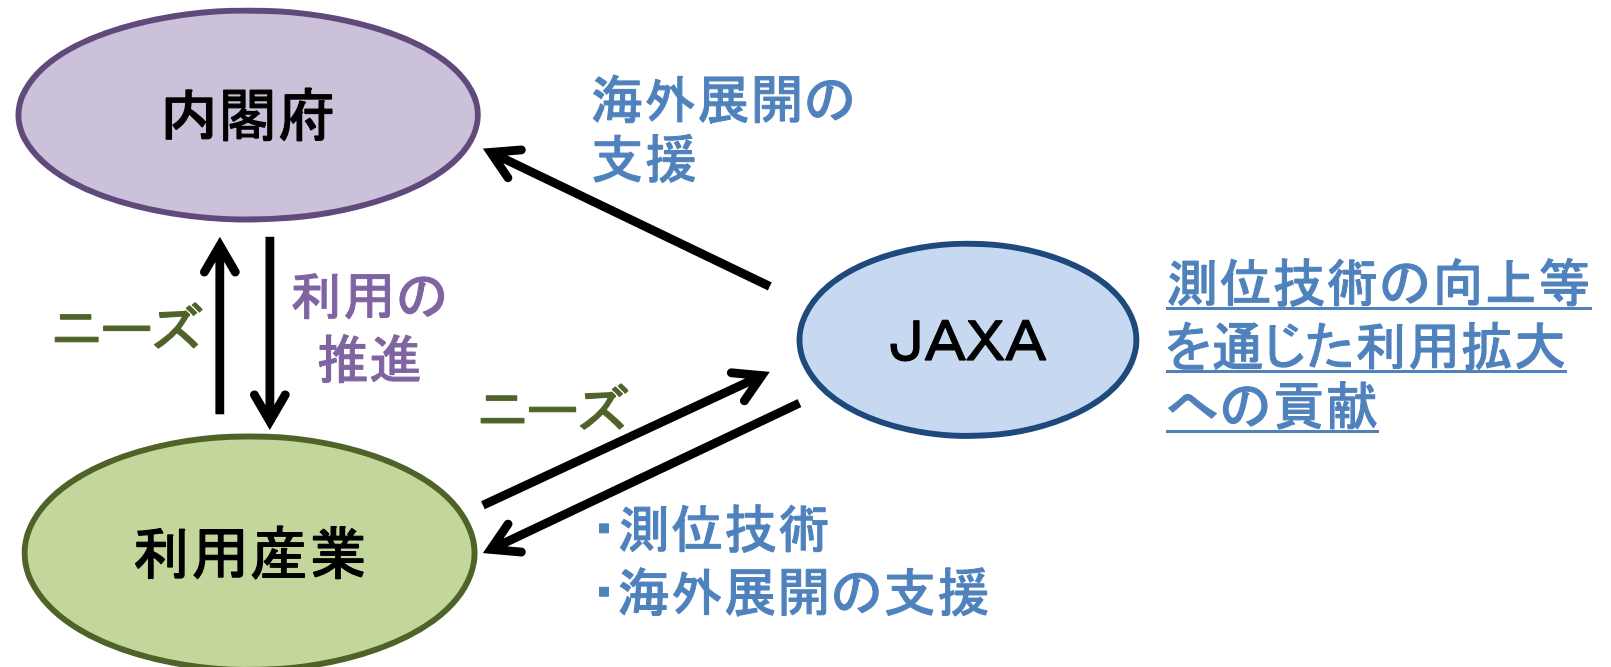 内閣府
海外展開の
支援
ニーズ
利用の
推進
JAXA
測位技術の向上等
を通じた利用拡大
への貢献
ニーズ
利用産業
・測位技術
・海外展開の支援